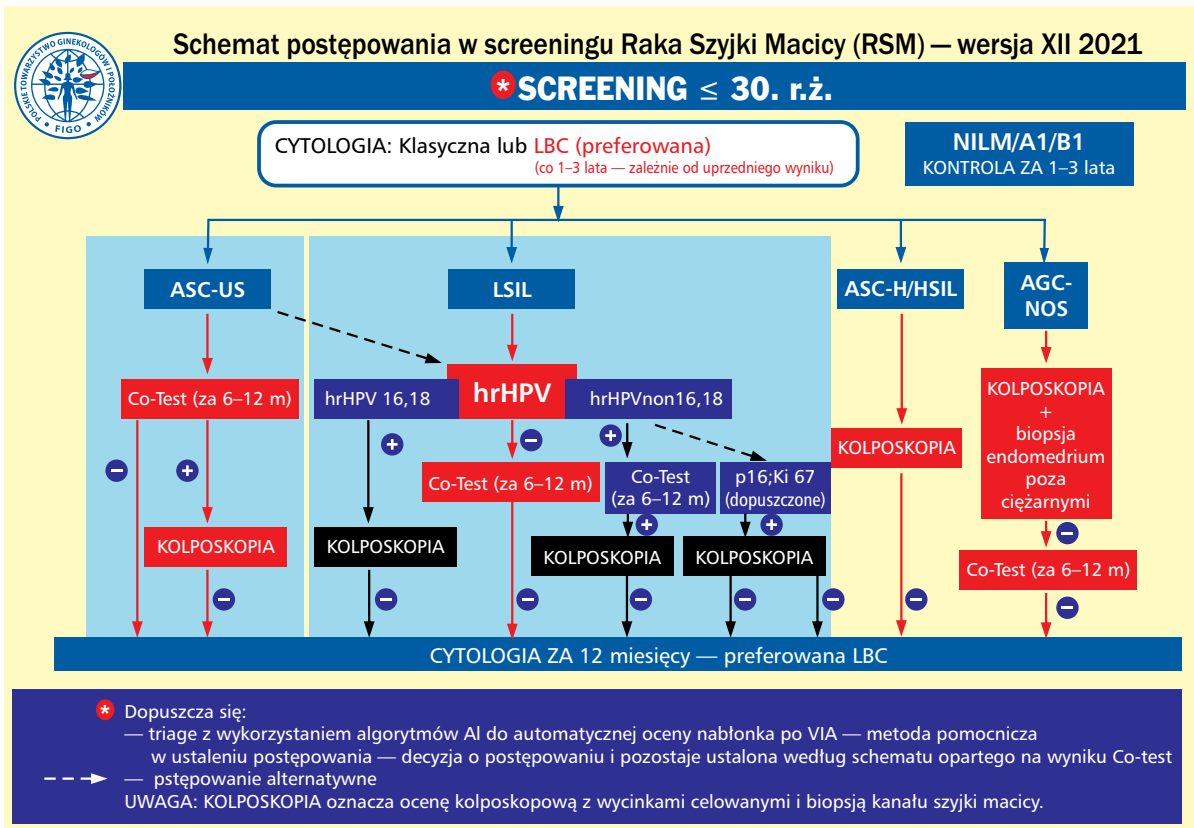 Schemat postępowania w screeningu Raka Szyjki Macicy (RSM) — wersja XII 2021
POLSKIE TOWARZYSTWO GINEKOLOGÓW I POŁOŻNIKÓW
• FIGO •
* SCREENING ≤ 30. r.ż.
CYTOLOGIA: Klasyczna lub LBC (preferowana)
(co 1–3 lata — zależnie od uprzedniego wyniku)
NILM/A1/B1
KONTROLA ZA 1–3 lata
ASC-US
LSIL
ASC-H/HSIL
AGC-
NOS
Co-Test (za 6–12 m)
hrHPV 16,18
hrHPV
hrHPVnon16,18
KOLPOSKOPIA
+
biopsja
endomedrium
poza
ciężarnymi
−
+
+
−
+
KOLPOSKOPIA
Co-Test (za 6–12 m)
Co-Test
(za 6–12 m)
p16;Ki 67
(dopuszczone)
+
+
−
KOLPOSKOPIA
KOLPOSKOPIA
KOLPOSKOPIA
KOLPOSKOPIA
Co-Test (za 6–12 m)
−
−
−
−
−
−
−
−
CYTOLOGIA ZA 12 miesięcy — preferowana LBC
* Dopuszcza się:
— triage z wykorzystaniem algorytmów Al do automatycznej oceny nabłonka po VIA — metoda pomocnicza
w ustaleniu postępowania — decyzja o postępowaniu i pozostaje ustalona według schematu opartego na wyniku Co-test
— pstępowanie alternatywne
UWAGA: KOLPOSKOPIA oznacza ocenę kolposkopową z wycinkami celowanymi i biopsją kanału szyjki macicy.